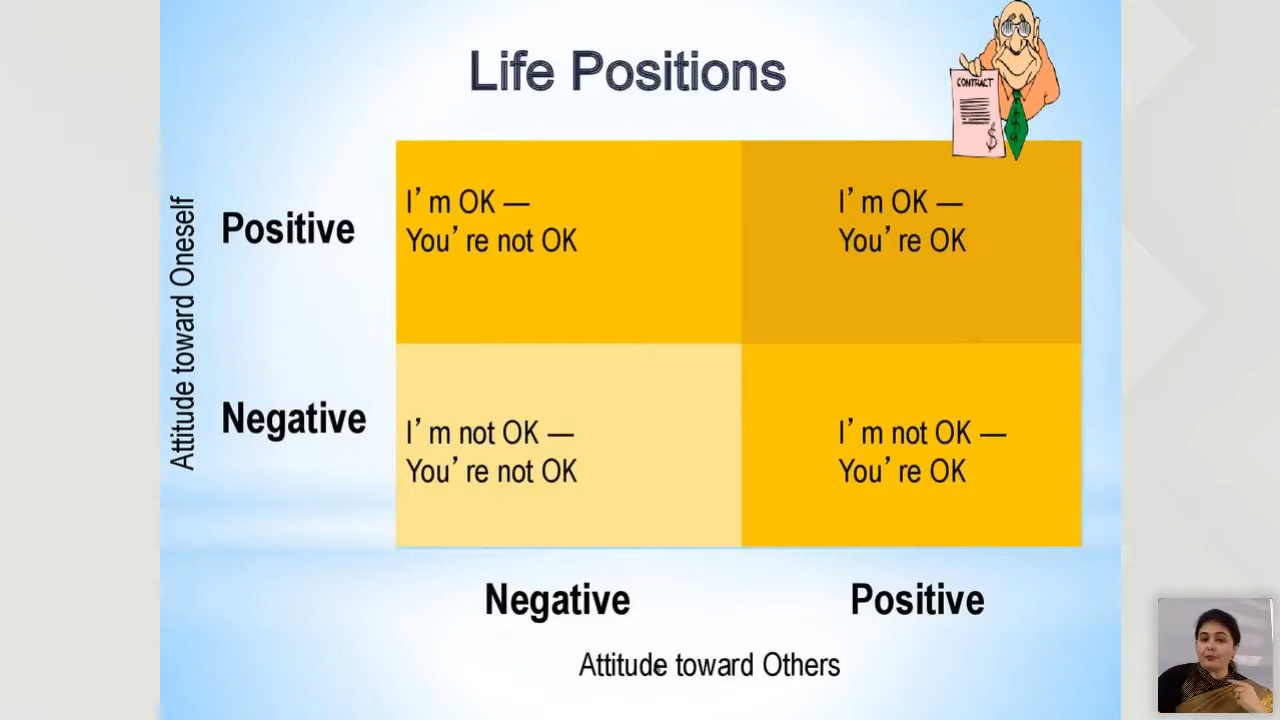 Life Positions
CONTRACT
$
$
Attitude toward Oneself
Positive
I’m OK —
You’re not OK
I’m OK —
You’re OK
Negative
I’m not OK —
You’re not OK
I’m not OK —
You’re OK
Negative
Positive
Attitude toward Others